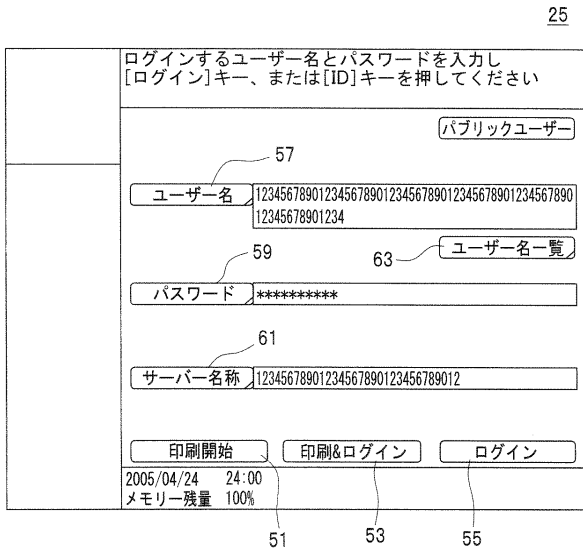 25
ログインするユーザー名とパスワードを入力し
[ログイン]キー、または[ID]キーを押してください
パブリックユーザー
57
ユーザー名 12345678901234567890123456789012345678901234567890
12345678901234
63 ユーザー名一覧
59
パスワード **********
61
サーバー名称 12345678901234567890123456789012
印刷開始 印刷&ログイン ログイン
2005/04/24 24:00
メモリー残量 100%
51 53 55